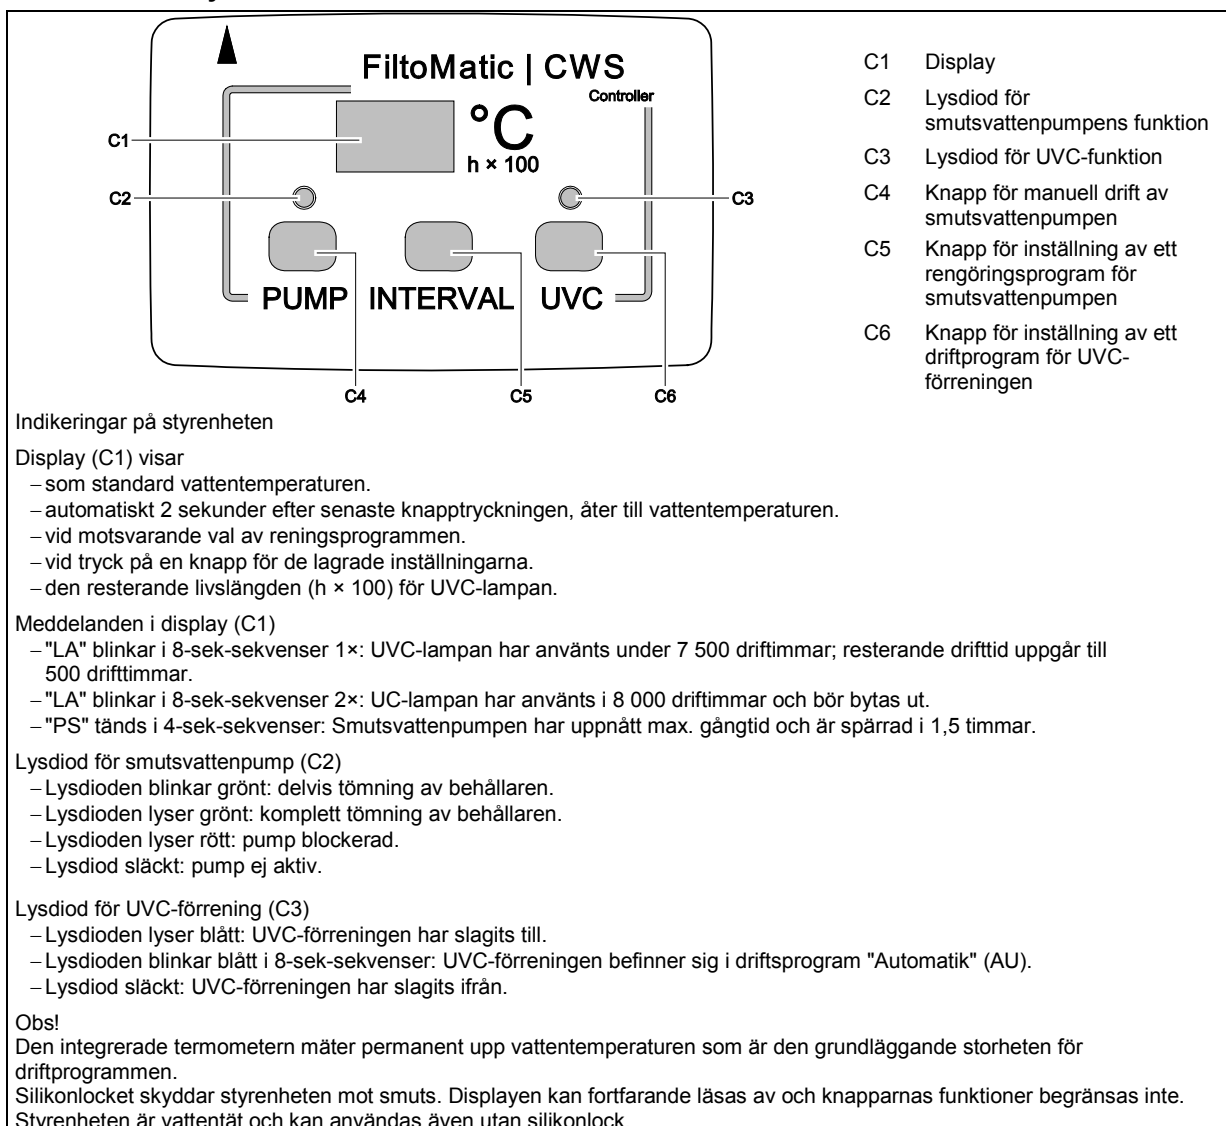 FiltoMatic | CWS
Controller
°C
h × 100
C1
C2
C3
PUMP INTERVAL UVC
C4 C5 C6
C1 Display
C2 Lysdiod för
smutsvattenpumpens funktion
C3 Lysdiod för UVC-funktion
C4 Knapp för manuell drift av
smutsvattenpumpen
C5 Knapp för inställning av ett
rengöringsprogram för
smutsvattenpumpen
C6 Knapp för inställning av ett
driftprogram för UVC-
förreningen
Indikeringar på styrenheten
Display (C1) visar
– som standard vattentemperaturen.
– automatiskt 2 sekunder efter senaste knapptryckningen, åter till vattentemperaturen.
– vid motsvarande val av reningsprogrammen.
– vid tryck på en knapp för de lagrade inställningarna.
– den resterande livslängden (h × 100) för UVC-lampan.
Meddelanden i display (C1)
– "LA" blinkar i 8-sek-sekvenser 1×: UVC-lampan har använts under 7 500 driftimmar; resterande drifttid uppgår till
500 drifttimmar.
– "LA" blinkar i 8-sek-sekvenser 2×: UC-lampan har använts i 8 000 driftimmar och bör bytas ut.
– "PS" tänds i 4-sek-sekvenser: Smutsvattenpumpen har uppnått max. gångtid och är spärrad i 1,5 timmar.
Lysdiod för smutsvattenpump (C2)
– Lysdioden blinkar grönt: delvis tömning av behållaren.
– Lysdioden lyser grönt: komplett tömning av behållaren.
– Lysdioden lyser rött: pump blockerad.
– Lysdiod släckt: pump ej aktiv.
Lysdiod för UVC-förrening (C3)
– Lysdioden lyser blått: UVC-förreningen har slagits till.
– Lysdioden blinkar blått i 8-sek-sekvenser: UVC-förreningen befinner sig i driftsprogram "Automatik" (AU).
– Lysdiod släckt: UVC-förreningen har slagits ifrån.
Obs!
Den integrerade termometern mäter permanent upp vattentemperaturen som är den grundläggande storheten för
driftprogrammen.
Silikonlocket skyddar styrenheten mot smuts. Displayen kan fortfarande läsas av och knapparnas funktioner begränsas inte.
Styrenheten är vattentät och kan användas även utan silikonlock